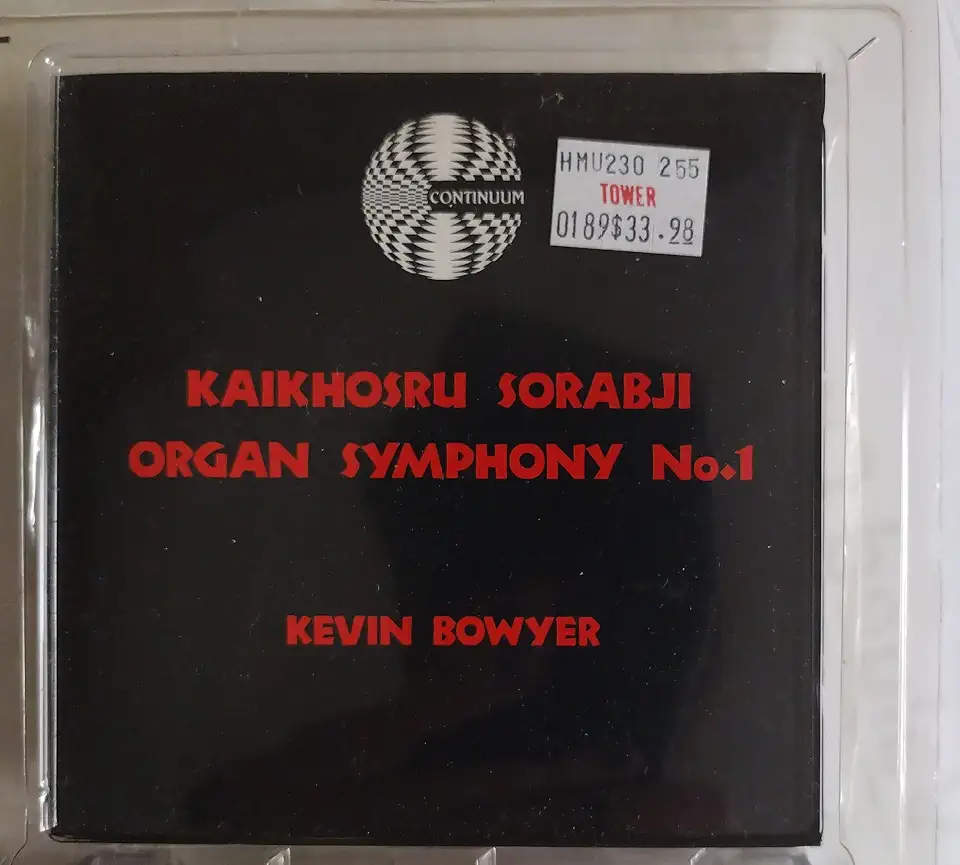 CONTINUUM
HMU230 255
TOWER
0189$33.98
KAIKHOSRU SORABJI
ORGAN SYMPHONY No.1
KEVIN BOWYER